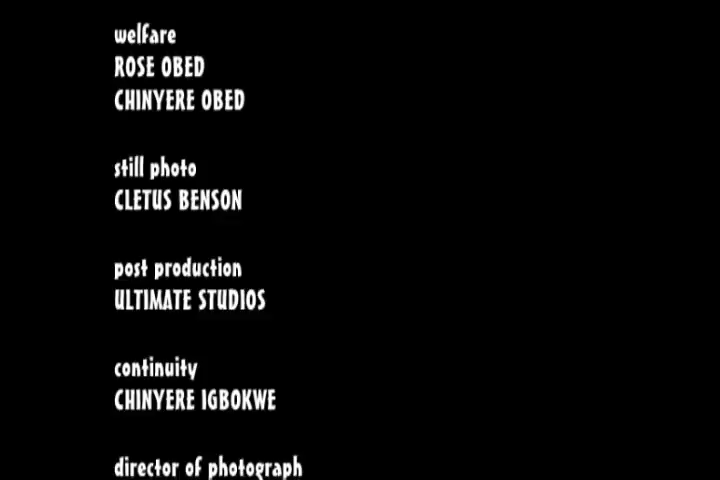 welfare
ROSE OBED
CHINYERE OBED
still photo
CLETUS BENSON
post production
ULTIMATE STUDIOS
continuity
CHINYERE IGBOKWE
director of photograph